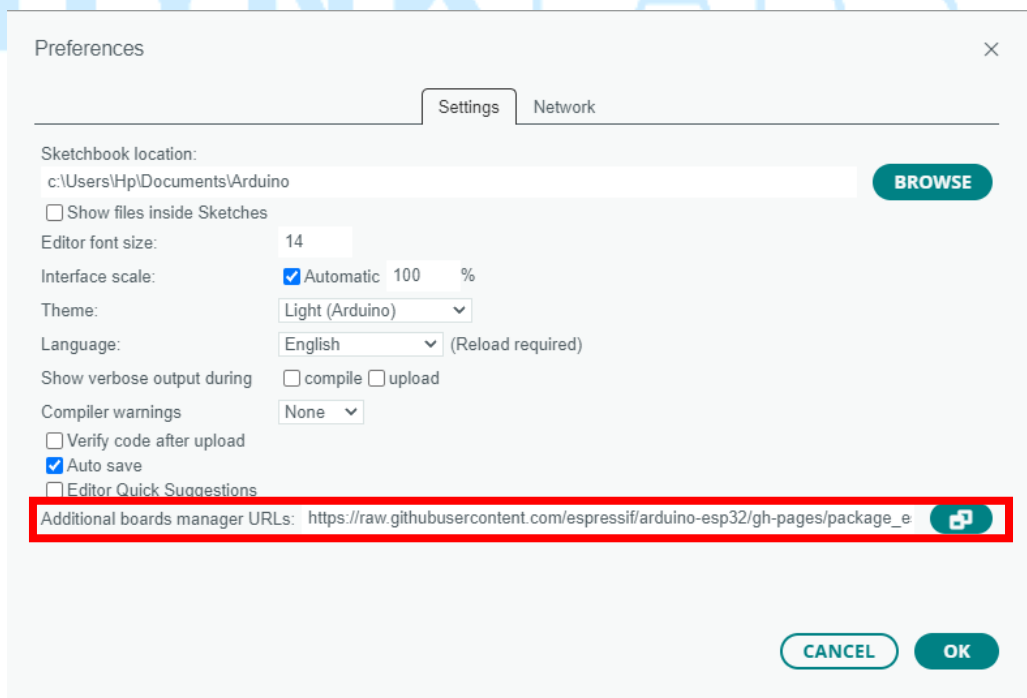 Preferences
Settings Network
Sketchbook location:
c:\Users\Hp\Documents\Arduino BROWSE
Show files inside Sketches
Editor font size: 14
Interface scale: Automatic 100 %
Theme: Light (Arduino)
Language: English (Reload required)
Show verbose output during compile upload
Compiler warnings None
Verify code after upload
Auto save
Editor Quick Suggestions
Additional boards manager URLs: https://raw.githubusercontent.com/espressif/arduino-esp32/gh-pages/package_e
CANCEL OK